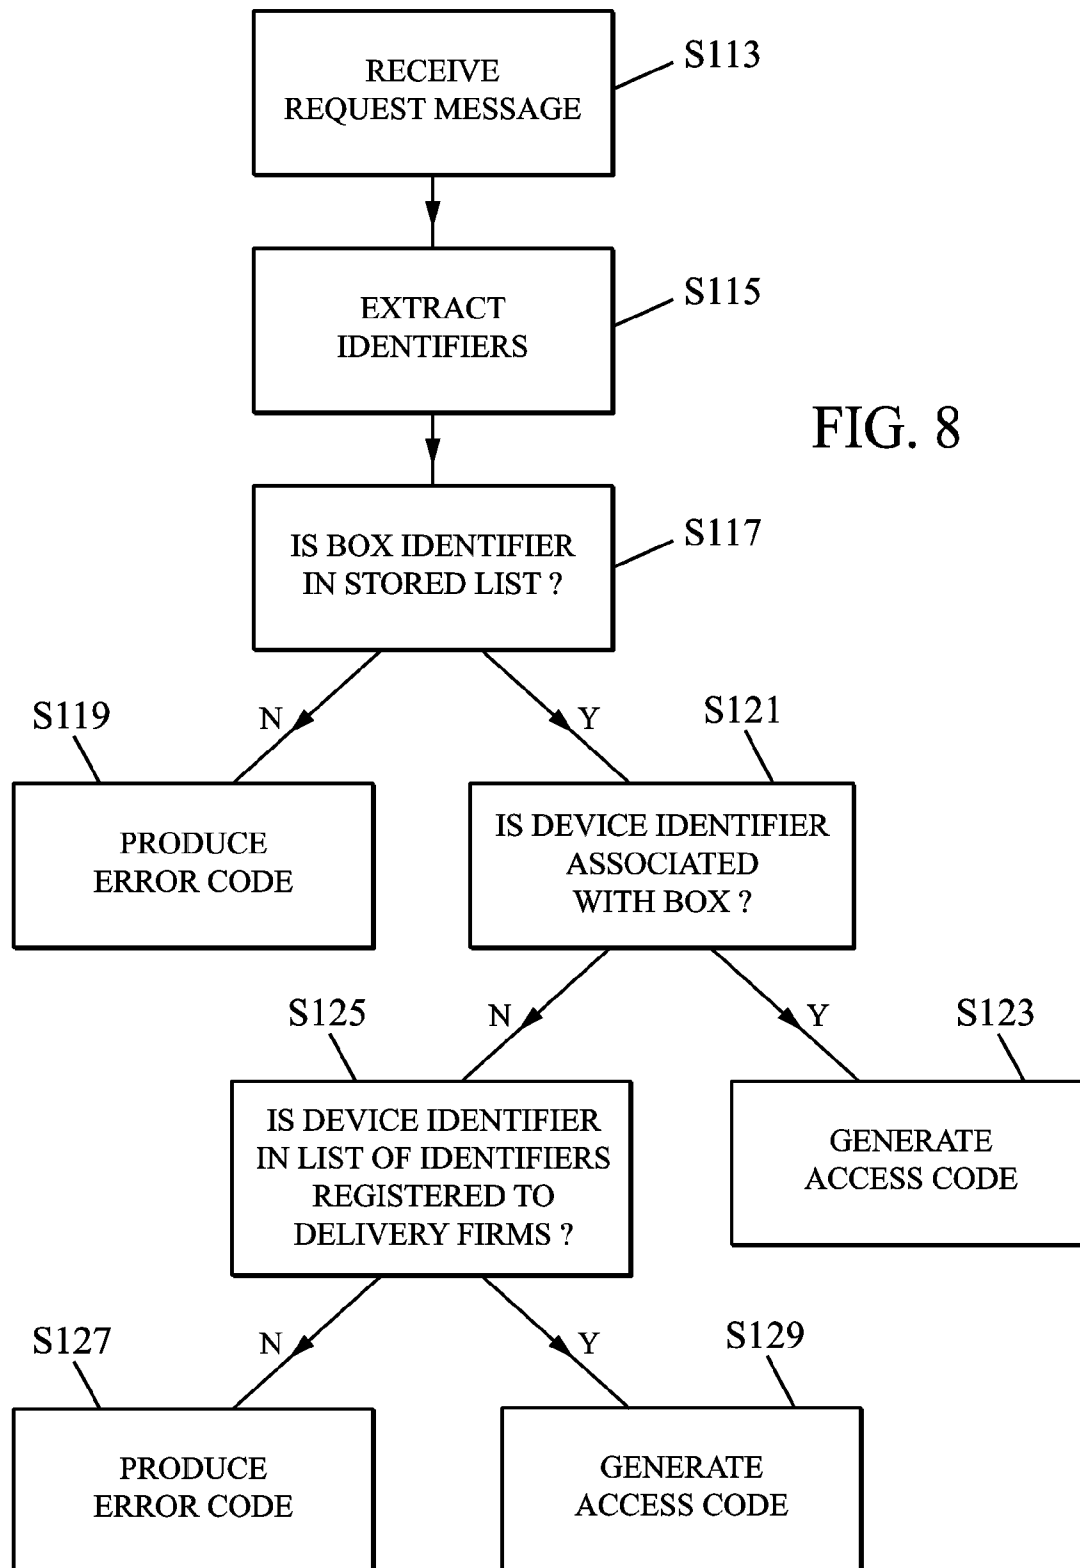 RECEIVE
REQUEST MESSAGE
S113
EXTRACT
IDENTIFIERS
S115
FIG. 8
IS BOX IDENTIFIER
IN STORED LIST ?
S117
N
Y
S119
PRODUCE
ERROR CODE
S121
IS DEVICE IDENTIFIER
ASSOCIATED
WITH BOX ?
N
Y
S125
IS DEVICE IDENTIFIER
IN LIST OF IDENTIFIERS
REGISTERED TO
DELIVERY FIRMS ?
S123
GENERATE
ACCESS CODE
N
Y
S127
PRODUCE
ERROR CODE
S129
GENERATE
ACCESS CODE